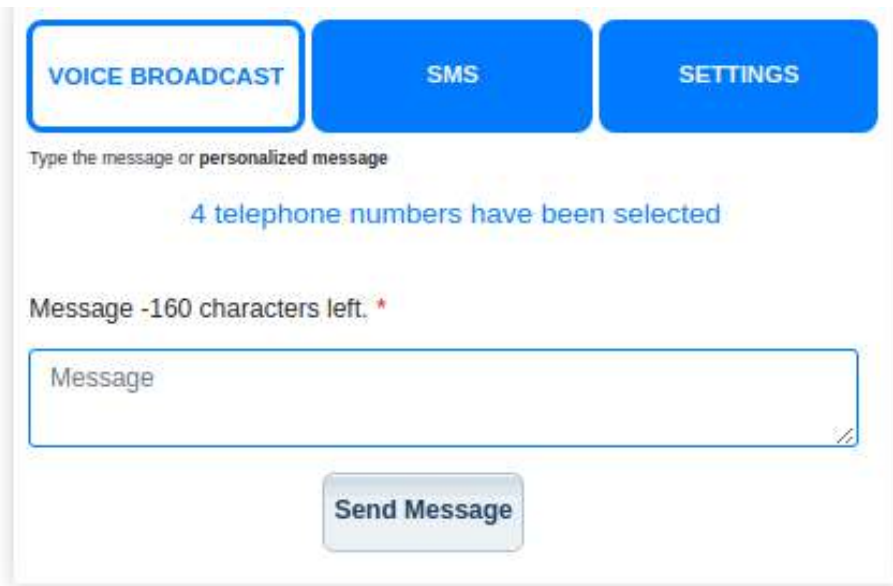 VOICE BROADCAST SMS SETTINGS
Type the message or personalized message
4 telephone numbers have been selected
Message -160 characters left. *
Message
Send Message